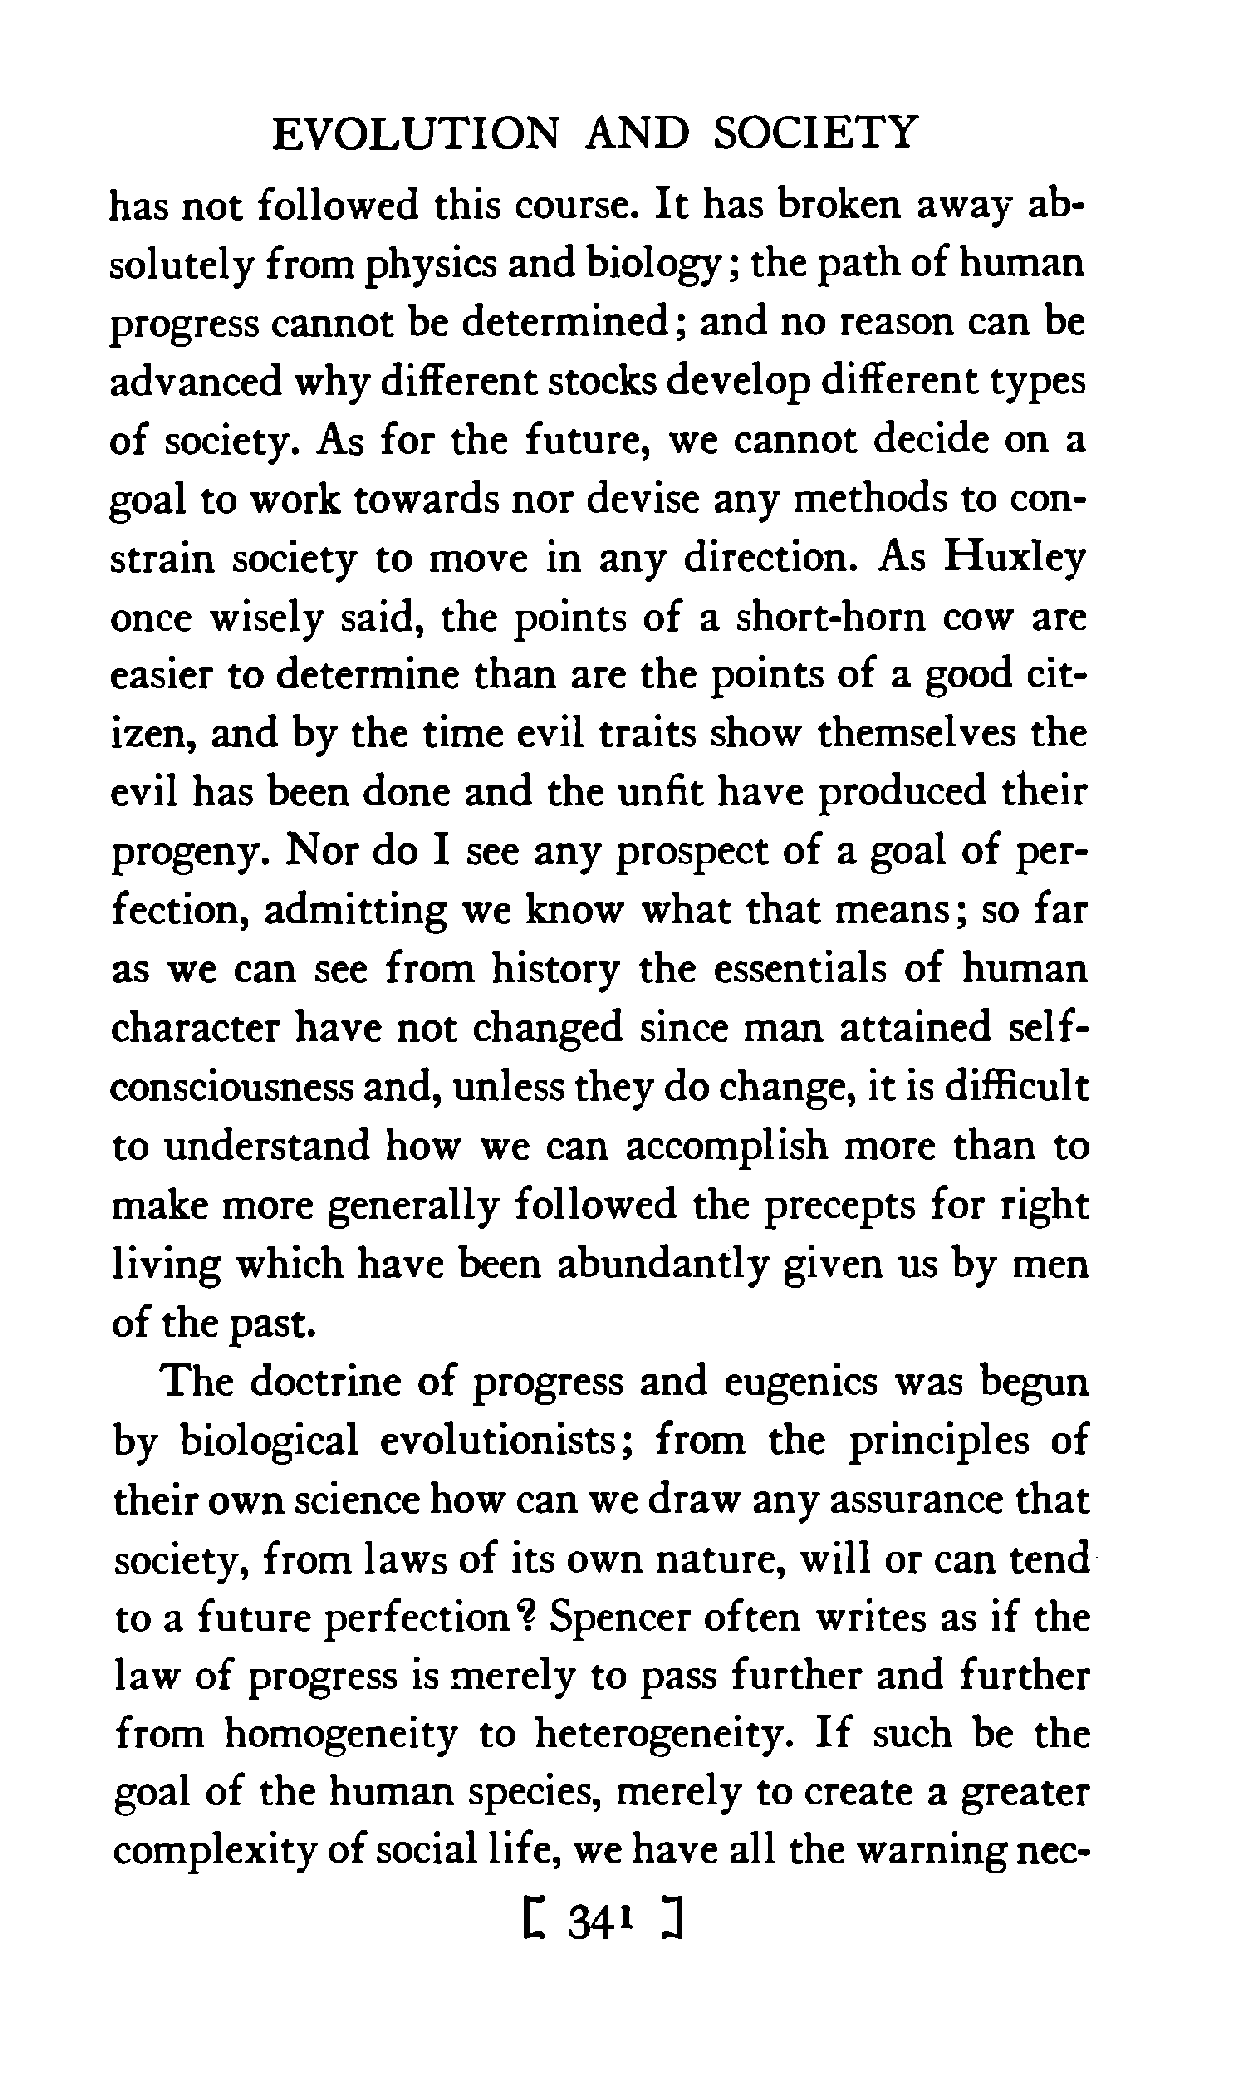 EVOLUTION AND SOCIETY
has not followed this course. It has broken away ab-
solutely from physics and biology; the path of human
progress cannot be determined; and no reason can be
advanced why different stocks develop different types
of society. As for the future, we cannot decide on a
goal to work towards nor devise any methods to con-
strain society to move in any direction. As Huxley
once wisely said, the points of a short-horn cow are
easier to determine than are the points of a good cit-
izen, and by the time evil traits show themselves the
evil has been done and the unfit have produced their
progeny. Nor do I see any prospect of a goal of per-
fection, admitting we know what that means; so far
as we can see from history the essentials of human
character have not changed since man attained self-
consciousness and, unless they do change, it is difficult
to understand how we can accomplish more than to
make more generally followed the precepts for right
living which have been abundantly given us by men
of the past.
The doctrine of progress and eugenics was begun
by biological evolutionists; from the principles of
their own science how can we draw any assurance that
society, from laws of its own nature, will or can tend
to a future perfection? Spencer often writes as if the
law of progress is merely to pass further and further
from homogeneity to heterogeneity. If such be the
goal of the human species, merely to create a greater
complexity of social life, we have all the warning nec-
[ 341 ]